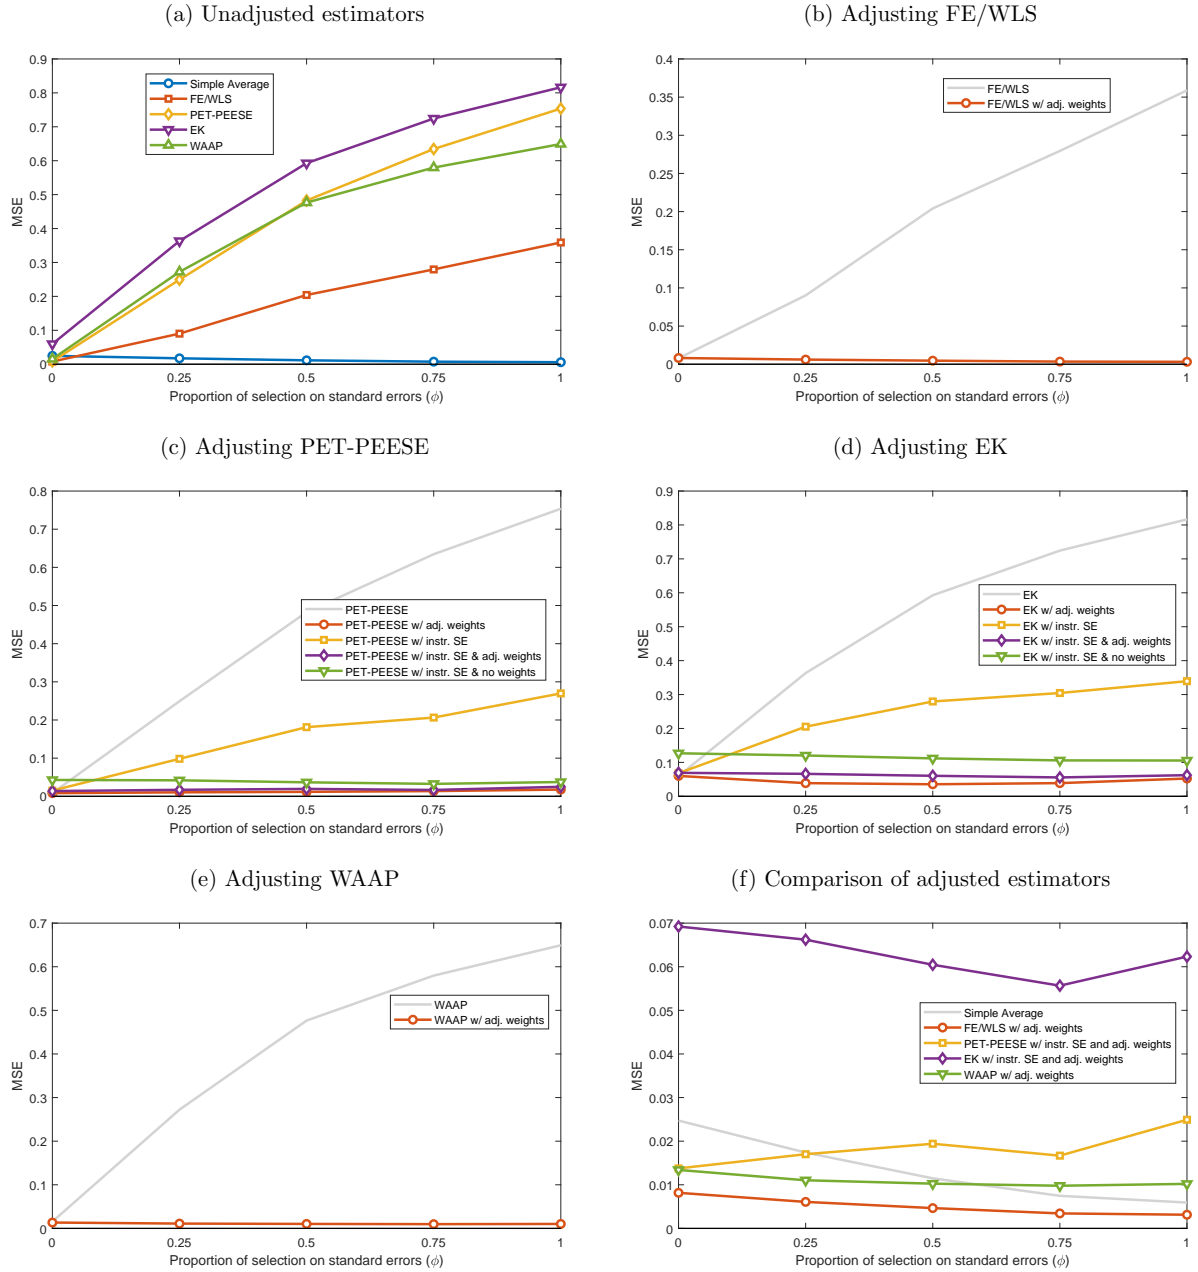 (a) Unadjusted estimators
0.9
0.8
0.7
0.6
0.5
0.4
0.3
0.2
0.1
0
MSE
Simple Average
FE/WLS
PET-PEESE
EK
WAAP
0 0.25 0.5 0.75 1
Proportion of selection on standard errors (ϕ)
(b) Adjusting FE/WLS
0.4
0.35
0.3
0.25
0.2
0.15
0.1
0.05
0
MSE
FE/WLS
FE/WLS w/ adj. weights
0 0.25 0.5 0.75 1
Proportion of selection on standard errors (ϕ)
(c) Adjusting PET-PEESE
0.8
0.7
0.6
0.5
0.4
0.3
0.2
0.1
0
MSE
PET-PEESE
PET-PEESE w/ adj. weights
PET-PEESE w/ instr. SE
PET-PEESE w/ instr. SE & adj. weights
PET-PEESE w/ instr. SE & no weights
0 0.25 0.5 0.75 1
Proportion of selection on standard errors (ϕ)
(d) Adjusting EK
0.9
0.8
0.7
0.6
0.5
0.4
0.3
0.2
0.1
0
MSE
EK
EK w/ adj. weights
EK w/ instr. SE
EK w/ instr. SE & adj. weights
EK w/ instr. SE & no weights
0 0.25 0.5 0.75 1
Proportion of selection on standard errors (ϕ)
(e) Adjusting WAAP
0.7
0.6
0.5
0.4
0.3
0.2
0.1
0
MSE
WAAP
WAAP w/ adj. weights
0 0.25 0.5 0.75 1
Proportion of selection on standard errors (ϕ)
(f) Comparison of adjusted estimators
0.07
0.06
0.05
0.04
0.03
0.02
0.01
0
MSE
Simple Average
FE/WLS w/ adj. weights
PET-PEESE w/ instr. SE and adj. weights
EK w/ instr. SE and adj. weights
WAAP w/ adj. weights
0 0.25 0.5 0.75 1
Proportion of selection on standard errors (ϕ)